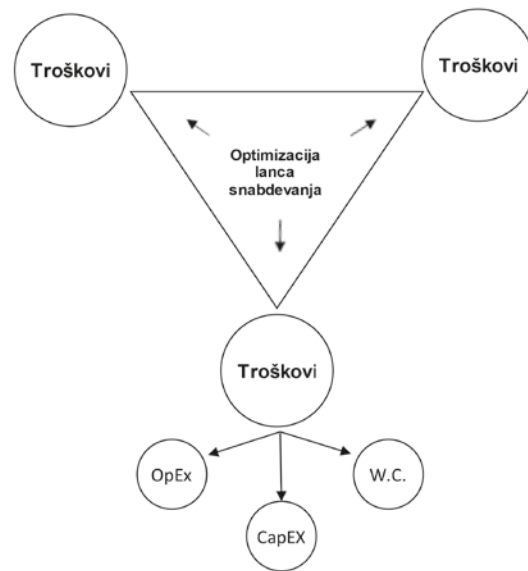 Troškovi
Troškovi
Optimizacija
lanca
snabdevanja
Troškovi
OpEx
W.C.
CapEX